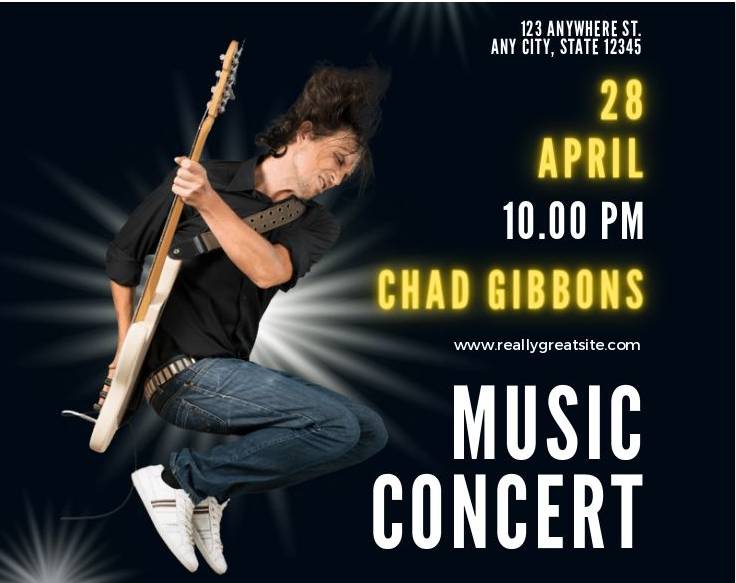 123 ANYWHERE ST.
ANY CITY, STATE 12345
28
APRIL
10.00 PM
CHAD GIBBONS
www.reallygreatsite.com
MUSIC
CONCERT